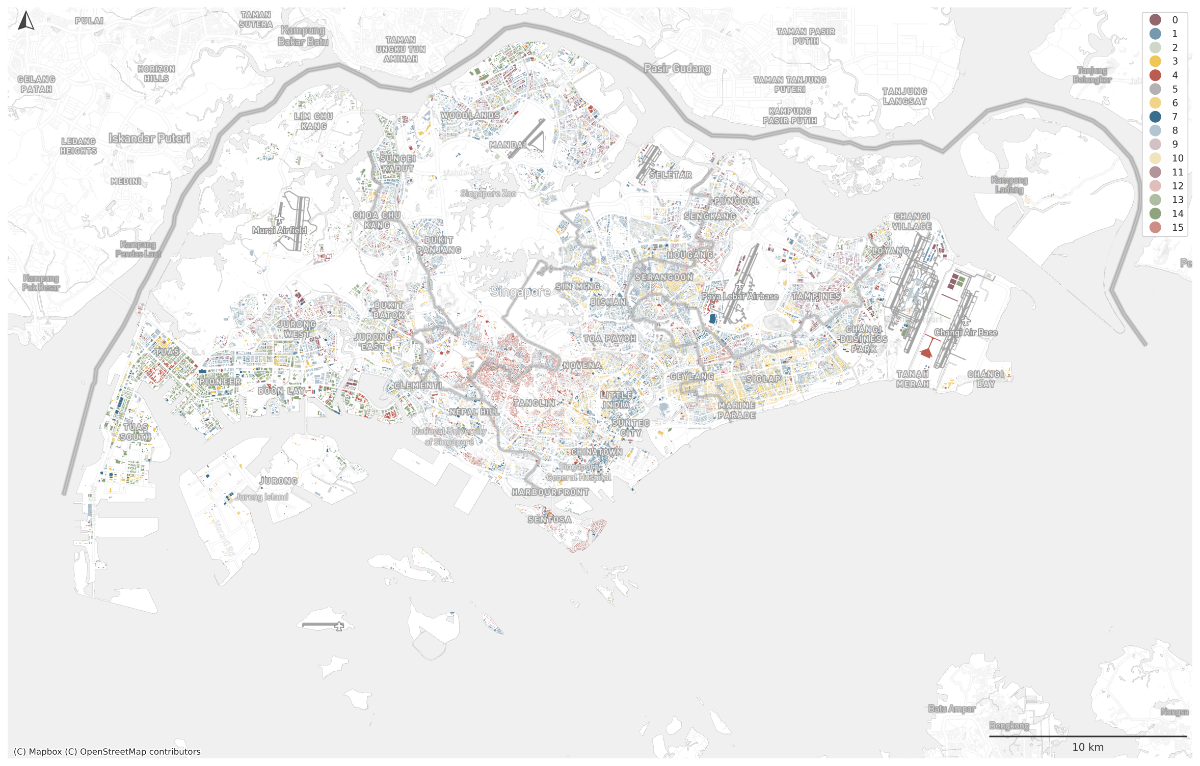 PULAI
TAMAN
SUTERA
Kampung
Bakar Batu
TAMAN
UNGKU TUN
AMINAH
TAMAN PASIR
PUTIH
Pasir Gudang
TAMAN TANJUNG
PUTERI
TANJUNG
LANGSAT
KAMPUNG
PASIR PUTIH
Tanjung
Belongkor
GELANG
PATAH
HORIZON
HILLS
LIM CHU
KANG
WOODLANDS
LEDANG
HEIGHTS
Iskandar Puteri
MEDINI
SUNGEI
KADUT
MANDAI
SELETAR
Singapore Zoo
Kampung
Ladang
PUNGGOL
SENGKANG
CHOA CHU
KANG
Murai Airfield
CHANGI
VILLAGE
Kampung
Pendas Laut
BUKIT
PANJANG
HOUGANG
LOYANG
Kampung
Pok Besar
SERANGOON
SIN MING
Singapore
BISHAN
Paya Lebar Airbase
TAMPINES
BUKIT
BATOK
JURONG
WEST
JURONG
EAST
TOA PAYOH
CHANGI
BUSINESS
PARK
Changi Air Base
TUAS
NOVENA
PIONEER
BOON LAY
CLEMENTI
GEYLANG
SIGLAP
TANAH
MERAH
CHANGI
BAY
TANGLIN
LITTLE
INDIA
NEPAL HILL
MARINE
PARADE
SUNTEC
CITY
TUAS
SOUTH
National University
of Singapore
CHINATOWN
Singapore
General Hospital
JURONG
Jurong Island
HARBOURFRONT
SENTOSA
Batu Ampar
Bengkong
Nongsa
0
1
2
3
4
5
6
7
8
9
10
11
12
13
14
15
10 km
(C) Mapbox (C) OpenStreetMap contributors